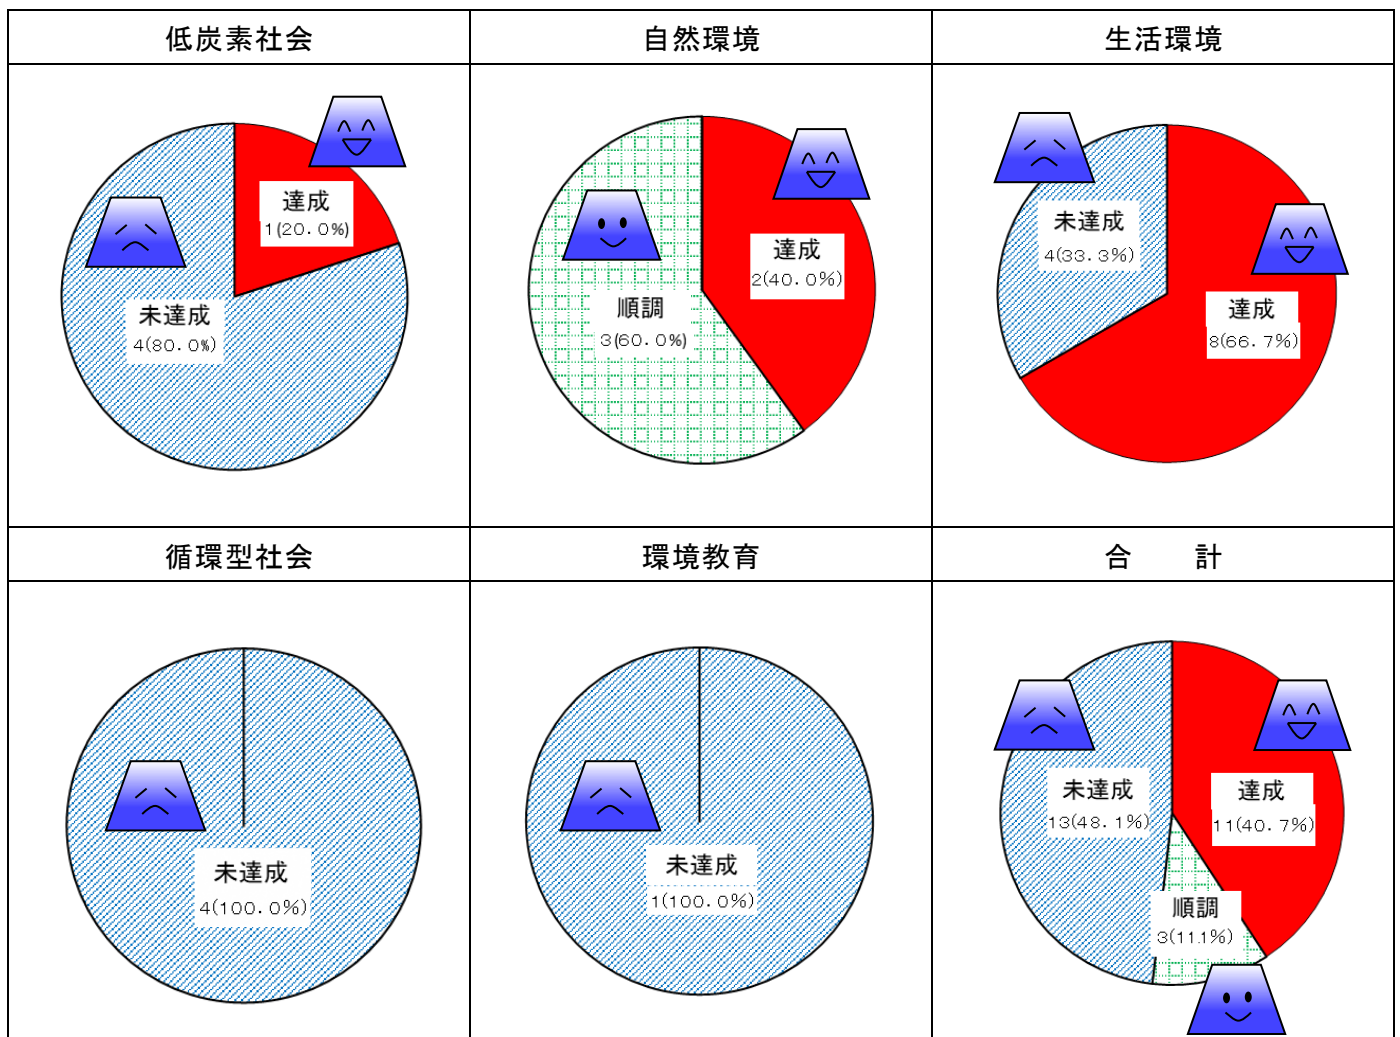 低炭素社会
自然環境
生活環境
達成
1(20.0%)
未達成
4(80.0%)
達成
2(40.0%)
順調
3(60.0%)
未達成
4(33.3%)
達成
8(66.7%)
循環型社会
環境教育
合　計
未達成
4(100.0%)
未達成
1(100.0%)
未達成
13(48.1%)
達成
11(40.7%)
順調
3(11.1%)